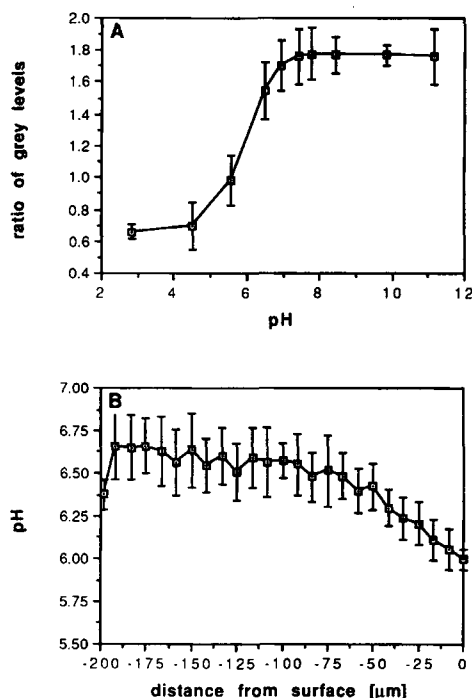 A
ratio of grey levels
2.0
1.8
1.6
1.4
1.2
1.0
0.8
0.6
0.4
2 4 6 8 10 12
pH
B
pH
7.00
6.75
6.50
6.25
6.00
5.75
5.50
-200 -175 -150 -125 -100 -75 -50 -25 0
distance from surface [µm]